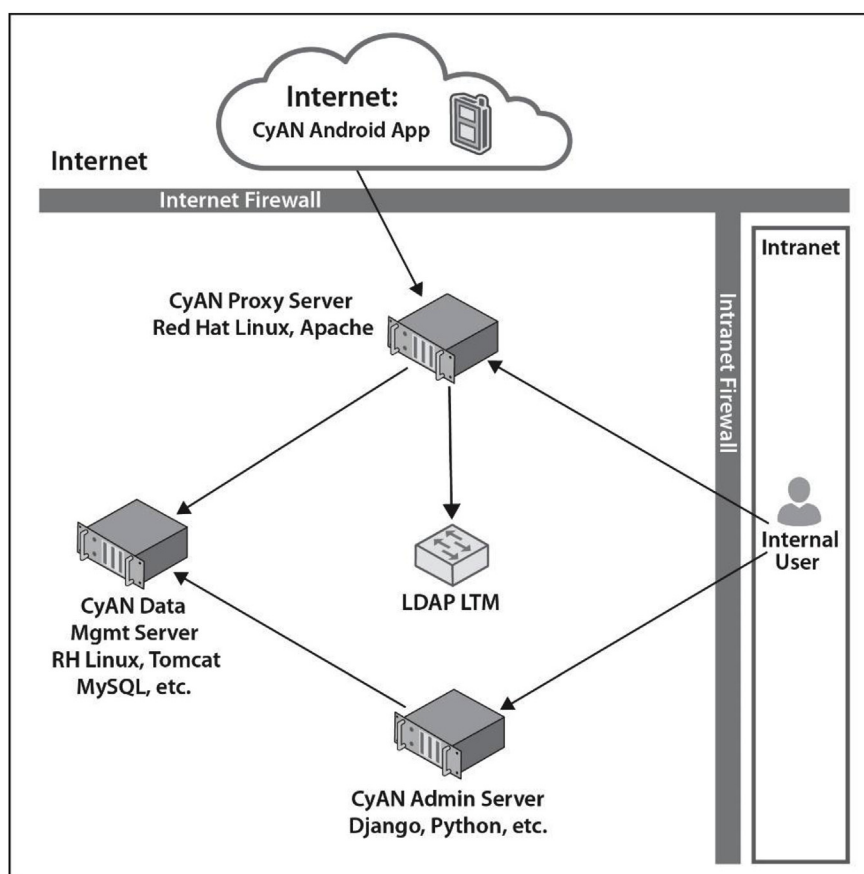 Internet:
CyAN Android App
Internet
Internet Firewall
Intranet
CyAN Proxy Server
Red Hat Linux, Apache
Intranet Firewall
Internal
User
LDAP LTM
CyAN Data
Mgmt Server
RH Linux, Tomcat
MySQL, etc.
CyAN Admin Server
Django, Python, etc.